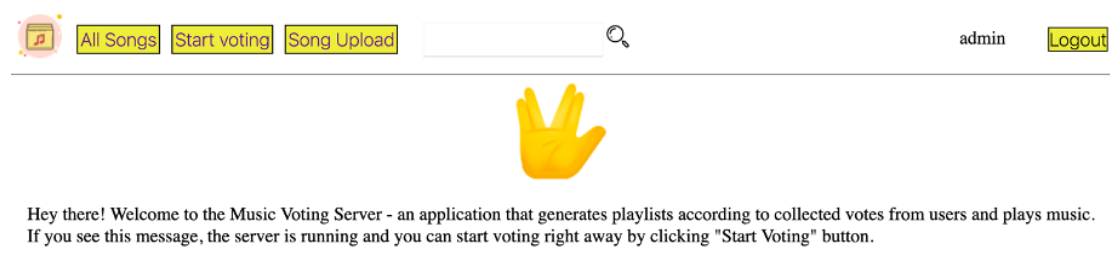 All Songs Start voting Song Upload admin Logout
Hey there! Welcome to the Music Voting Server - an application that generates playlists according to collected votes from users and plays music.
If you see this message, the server is running and you can start voting right away by clicking "Start Voting" button.